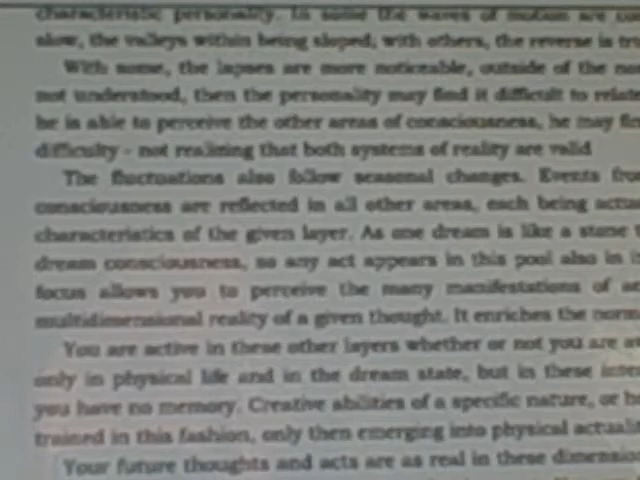 characteristic personality. In some the waves of motion are
slow, the valleys within being sloped, with others, the reverse is
With some, the lapses are more noticeable, outside of the
not understood, then the personality may find it difficult to relate
he is able to perceive the other areas of consciousness, he may
difficulty - not realizing that both systems of reality are valid
The fluctuations also follow seasonal changes. Events
consciousness are reflected in all other areas, each being
characteristics of the given layer. As one dream is like a stone
dream consciousness, so any act appears in this pool also in
focus allows you to perceive the many manifestations of
multidimensional reality of a given thought. It enriches the
You are active in these other layers whether or not you are
only in physical life and in the dream state, but in these
you have no memory. Creative abilities of a specific nature, or
trained in this fashion, only then emerging into physical
Your future thoughts and acts are as real in these